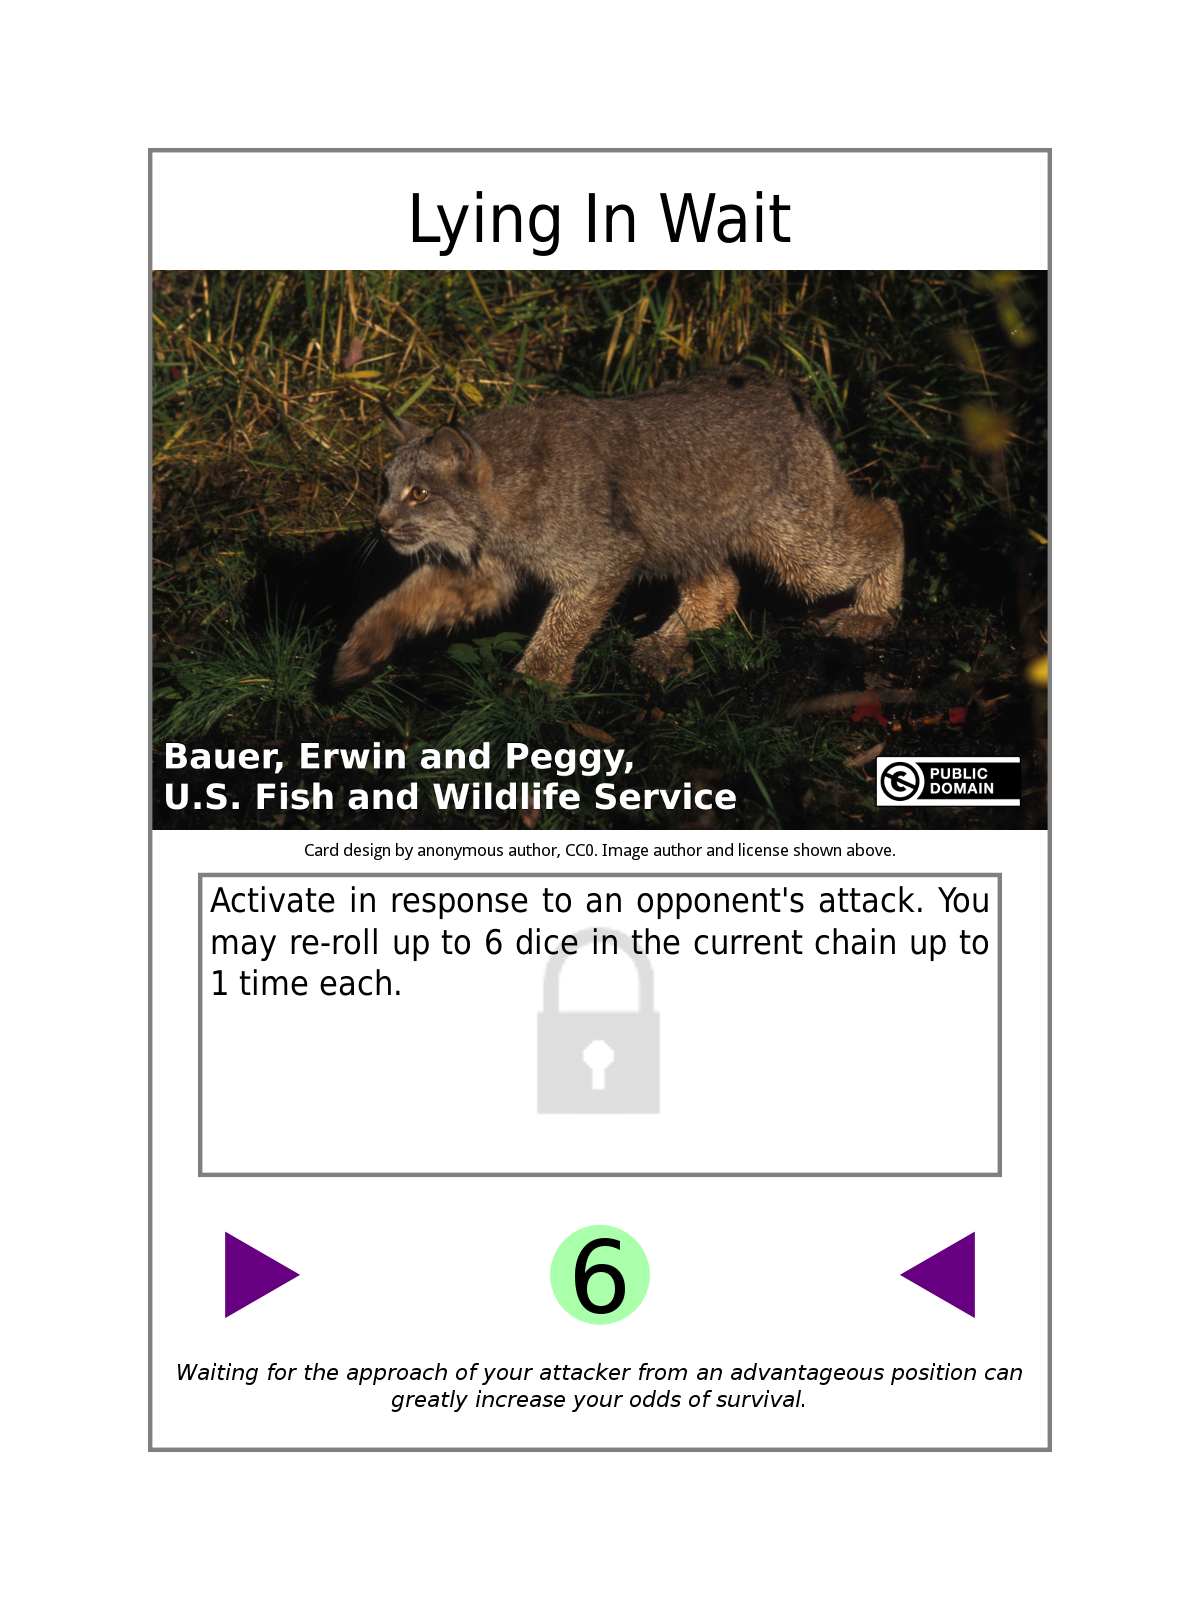 Lying In Wait
Bauer, Erwin and Peggy,
U.S. Fish and Wildlife Service
PUBLIC
DOMAIN
Card design by anonymous author, CC0. Image author and license shown above.
Activate in response to an opponent's attack. You
may re-roll up to 6 dice in the current chain up to
1 time each.
6
Waiting for the approach of your attacker from an advantageous position can
greatly increase your odds of survival.